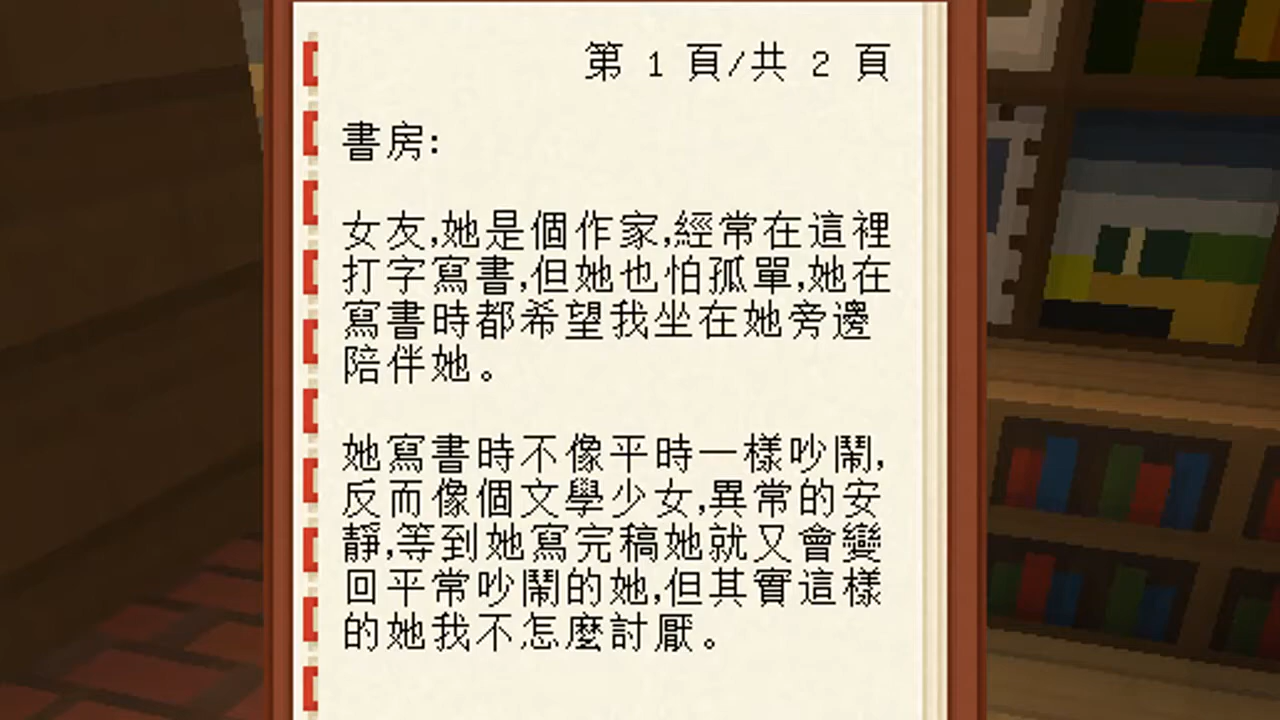 第 1 頁/共 2 頁
書房:
女友,她是個作家,經常在這裡
打字寫書,但她也怕孤單,她在
寫書時都希望我坐在她旁邊
陪伴她。
她寫書時不像平時一樣吵鬧,
反而像個文學少女,異常的安
靜,等到她寫完稿她就又會變
回平常吵鬧的她,但其實這樣
的她我不怎麼討厭。